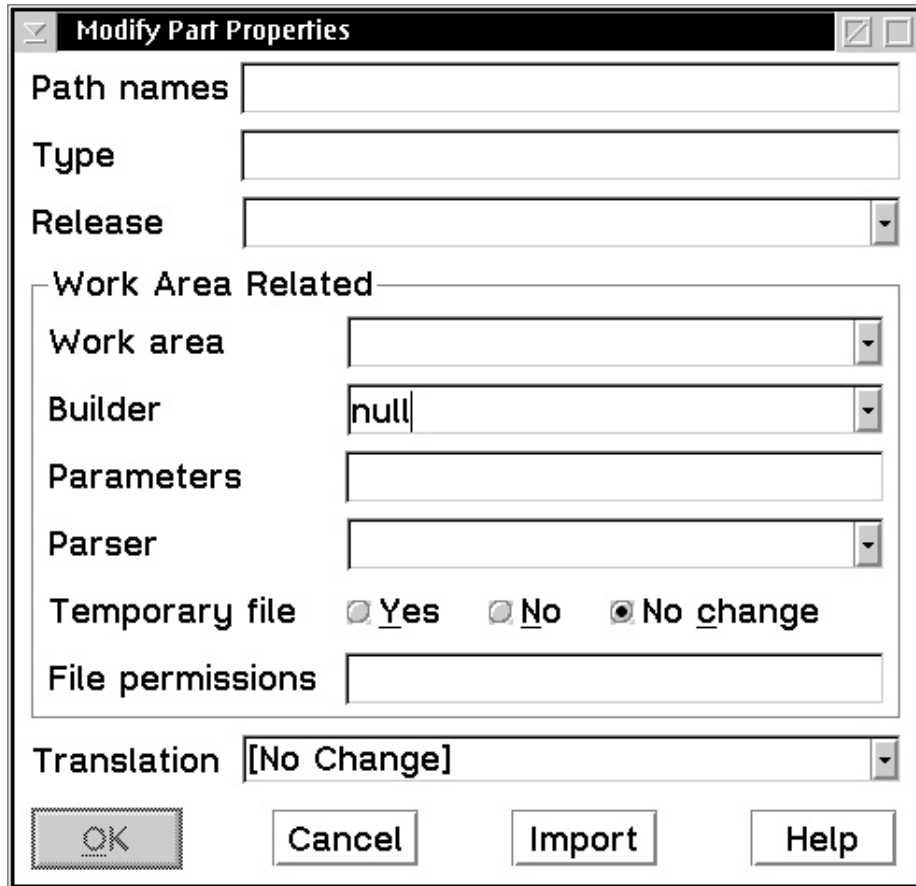 Modify Part Properties
Path names
Type
Release
Work Area Related
Work area
Builder null
Parameters
Parser
Temporary file Yes No No change
File permissions
Translation [No Change]
OK Cancel Import Help